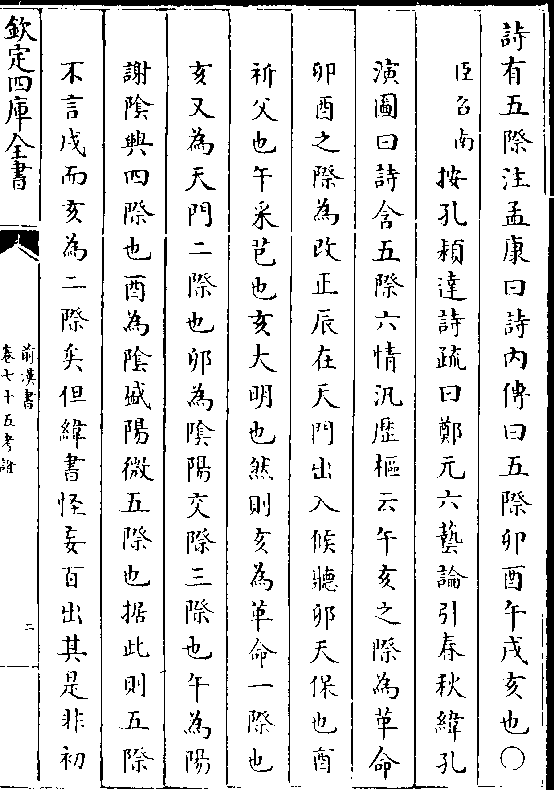 詩有五際注孟康曰詩內傳曰五際卯酉午戌亥也○
臣召南按孔穎達詩疏曰鄭元六藝論引春秋緯孔
演圖曰詩含五際六情汎歷樞云午亥之際為革命
卯酉之際為改正辰在天門出入候聽卯天保也酉
祈父也午采芑也亥大明也然則亥為革命一際也
亥又為天門二際也卯為陰陽交際三際也午為陽
謝陰興四際也酉為陰盛陽微五際也据此則五際
不言戌而亥為二際矣但緯書怪妄百出其是非初
欽定四庫全書
前漢書
卷七十五考證
二